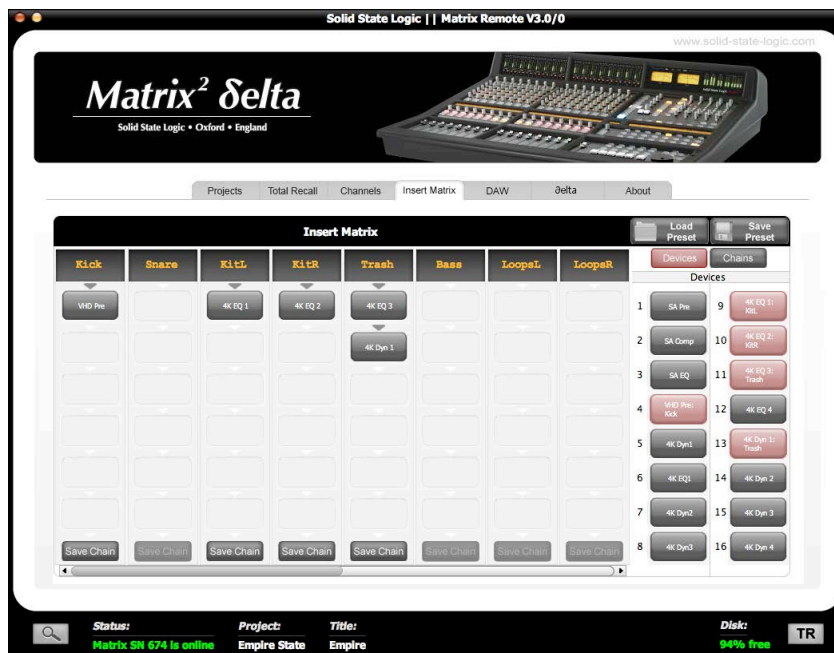 Solid State Logic || Matrix Remote V3.0/0
www.solid-state-logic.com
Matrix² δelta
Solid State Logic • Oxford • England
Projects Total Recall Channels Insert Matrix DAW ∂elta About
Insert Matrix
Load Preset
Save Preset
Kick Snare KitL KitR Trash Bass LoopsL LoopsR
Devices Chains
Devices
VHD Pre 4K EQ 1 4K EQ 2 4K EQ 3
4K Dyn 1
1 SA Pre 9 4K EQ 1: KitL
2 SA Comp 10 4K EQ 2: KitR
3 SA EQ 11 4K EQ 3: Trash
4 VHD Pre: Kick 12 4K EQ 4
5 4K Dyn1 13 4K Dyn 1: Trash
6 4K EQ1 14 4K Dyn 2
7 4K Dyn2 15 4K Dyn 3
8 4K Dyn3 16 4K Dyn 4
Save Chain Save Chain Save Chain Save Chain Save Chain Save Chain Save Chain Save Chain
Status: Project: Title: Disk:
Matrix SN 674 is online Empire State Empire 94% free
TR